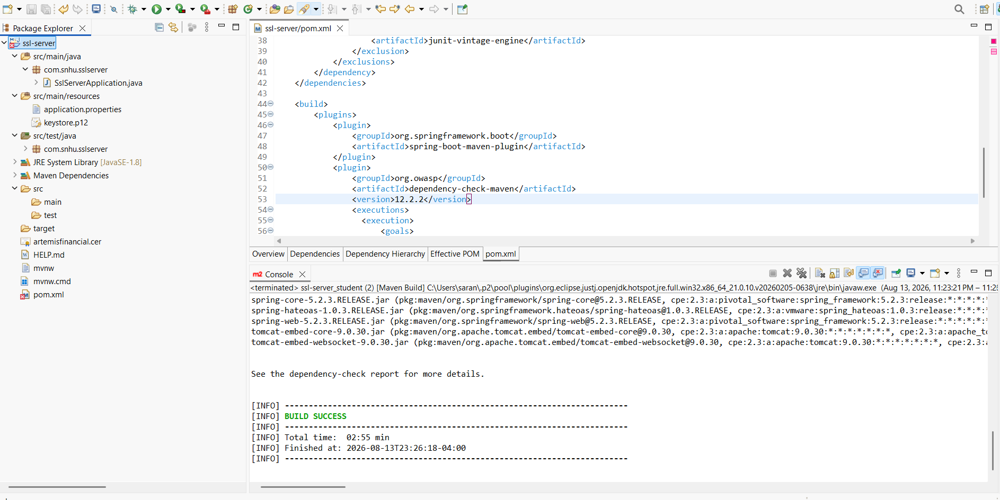 Package Explorer
ssl-server
src/main/java
com.snhu.sslserver
SslServerApplication.java
src/main/resources
application.properties
keystore.p12
src/test/java
com.snhu.sslserver
JRE System Library [JavaSE-1.8]
Maven Dependencies
src
main
test
target
artemisfinancial.cer
HELP.md
mvnw
mvnw.cmd
pom.xml
ssl-server/pom.xml
38 <artifactId>junit-vintage-engine</artifactId>
39 </exclusion>
40 </exclusions>
41 </dependency>
42 </dependencies>
43
44 <build>
45 <plugins>
46 <plugin>
47 <groupId>org.springframework.boot</groupId>
48 <artifactId>spring-boot-maven-plugin</artifactId>
49 </plugin>
50 <plugin>
51 <groupId>org.owasp</groupId>
52 <artifactId>dependency-check-maven</artifactId>
53 <version>12.2.2</version>
54 <executions>
55 <execution>
56 <goals>
Overview Dependencies Dependency Hierarchy Effective POM pom.xml
m2 Console
<terminated> ssl-server_student (2) [Maven Build] C:\Users\saran\.p2\pool\plugins\org.eclipse.justj.openjdk.hotspot.jre.full.win32.x86_64_21.0.10.v20260205-0638\jre\bin\javaw.exe (Aug 13, 2026, 11:23:21 PM – 11:26
spring-core-5.2.3.RELEASE.jar (pkg:maven/org.springframework/spring-core@5.2.3.RELEASE, cpe:2.3:a:pivotal_software:spring_framework:5.2.3:release:*:*:*:*:*
spring-hateoas-1.0.3.RELEASE.jar (pkg:maven/org.springframework.hateoas/spring-hateoas@1.0.3.RELEASE, cpe:2.3:a:vmware:spring_hateoas:1.0.3:release:*:*:*:*
spring-web-5.2.3.RELEASE.jar (pkg:maven/org.springframework/spring-web@5.2.3.RELEASE, cpe:2.3:a:pivotal_software:spring_framework:5.2.3:release:*:*:*:*:*:*
tomcat-embed-core-9.0.30.jar (pkg:maven/org.apache.tomcat.embed/tomcat-embed-core@9.0.30, cpe:2.3:a:apache:tomcat:9.0.30:*:*:*:*:*:*:*, cpe:2.3:a:apache_to
tomcat-embed-websocket-9.0.30.jar (pkg:maven/org.apache.tomcat.embed/tomcat-embed-websocket@9.0.30, cpe:2.3:a:apache:tomcat:9.0.30:*:*:*:*:*:*:*, cpe:2.3:a
See the dependency-check report for more details.
[INFO] ------------------------------------------------------------------------
[INFO] BUILD SUCCESS
[INFO] ------------------------------------------------------------------------
[INFO] Total time:  02:55 min
[INFO] Finished at: 2026-08-13T23:26:18-04:00
[INFO] ------------------------------------------------------------------------